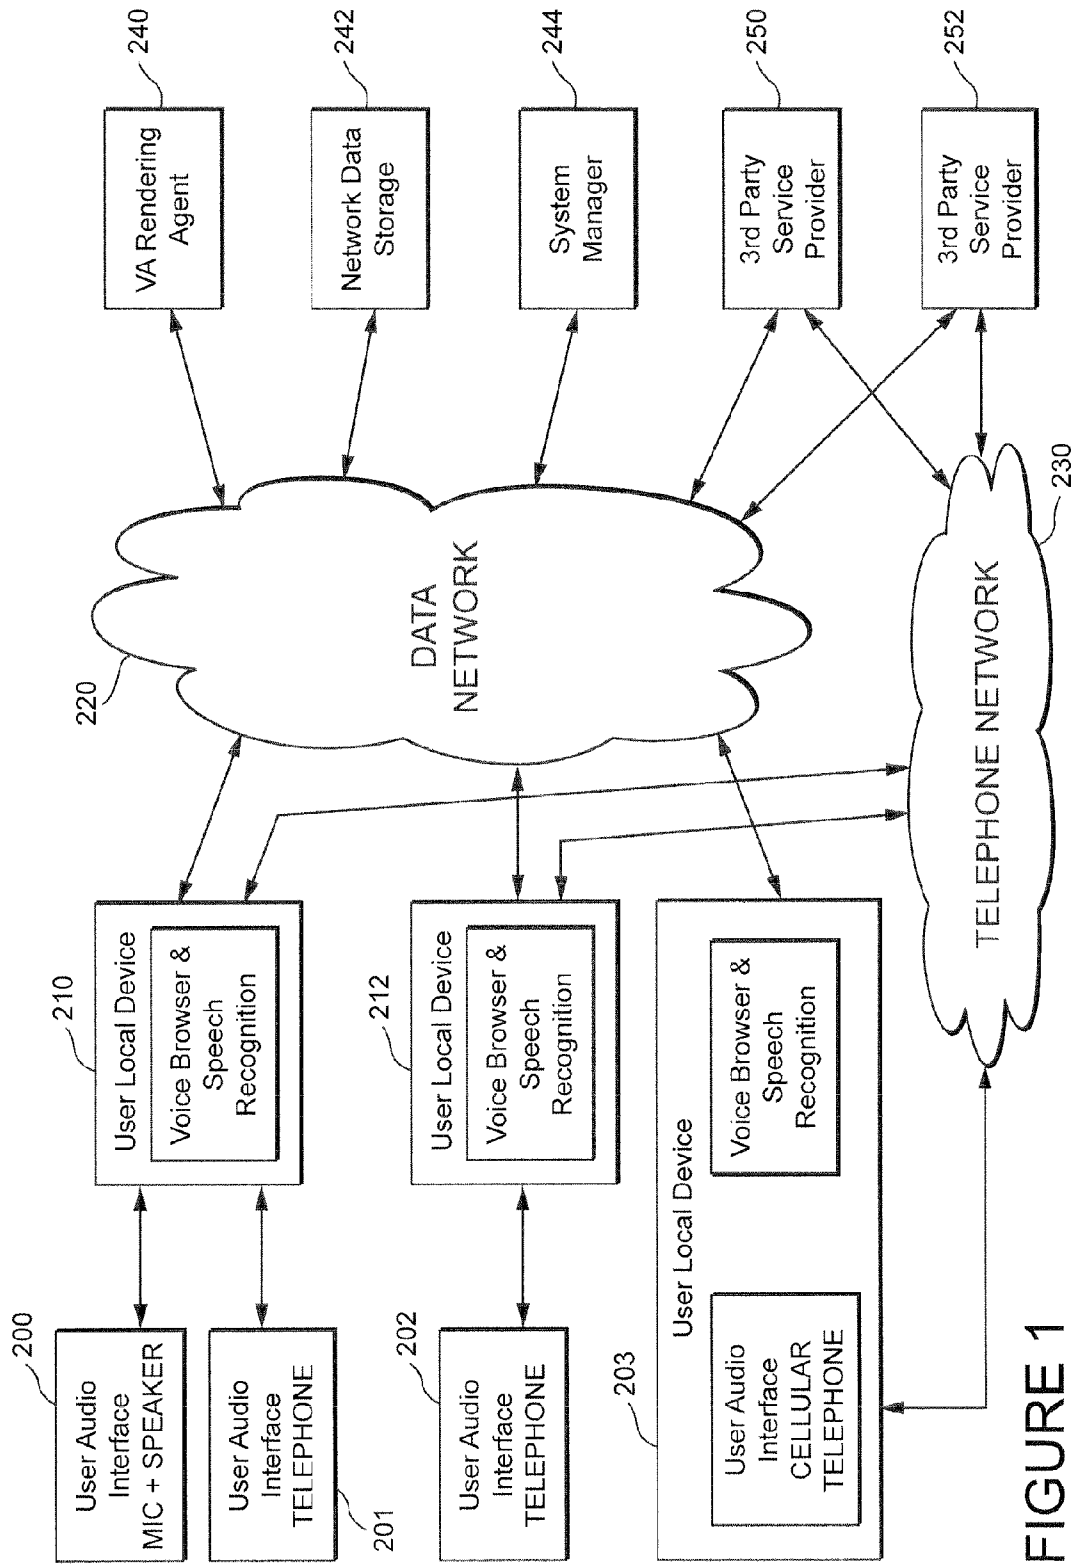 200
User Audio
Interface
MIC + SPEAKER
User Audio
Interface
TELEPHONE
201
202
User Audio
Interface
TELEPHONE
203
User Local Device
User Audio
Interface
CELLULAR
TELEPHONE
Voice Browser &
Speech
Recognition
210
User Local Device
Voice Browser &
Speech
Recognition
212
User Local Device
Voice Browser &
Speech
Recognition
220
DATA
NETWORK
TELEPHONE NETWORK
230
240
VA Rendering
Agent
242
Network Data
Storage
244
System
Manager
250
3rd Party
Service
Provider
252
3rd Party
Service
Provider
FIGURE 1